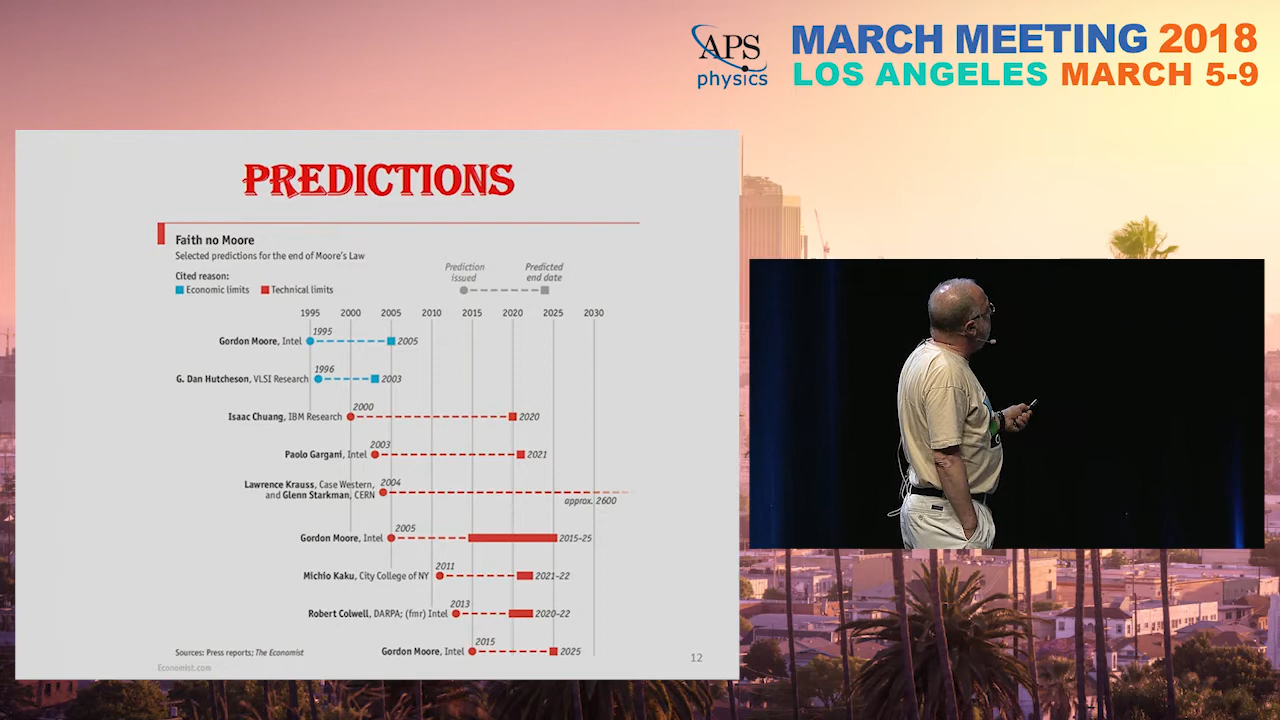 APS
physics
MARCH MEETING 2018
LOS ANGELES MARCH 5-9
PREDICTIONS
Faith no Moore
Selected predictions for the end of Moore's Law
Cited reason:
Economic limits Technical limits
Prediction issued
Predicted end date
1995 2000 2005 2010 2015 2020 2025 2030
Gordon Moore, Intel 1995 2005
G. Dan Hutcheson, VLSI Research 1996 2003
Isaac Chuang, IBM Research 2000 2020
Paolo Gargani, Intel 2003 2021
Lawrence Krauss, Case Western, 2004
and Glenn Starkman, CERN approx. 2600
Gordon Moore, Intel 2005 2015-25
Michio Kaku, City College of NY 2011 2021-22
Robert Colwell, DARPA; (fmr) Intel 2013 2020-22
Gordon Moore, Intel 2015 2025
Sources: Press reports; The Economist
Economist.com
12